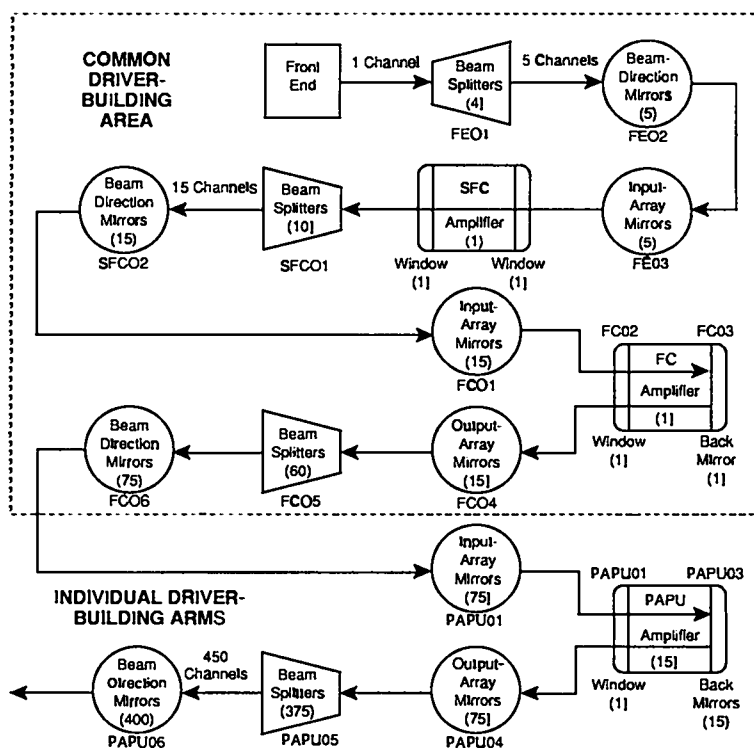 COMMON
DRIVER-
BUILDING
AREA
Front
End
1 Channel
Beam
Splitters
(4]
FEO1
5 Channels
Beam-
Direction
Mirrors
(5)
FEO2
Input-
Array
Mirrors
(5)
FE03
SFC
Amplifier
(1)
Window
(1]
Window
(1)
Beam
Splitters
(10]
SFCO1
15 Channels
Beam
Direction
Mirrors
(15)
SFCO2
Input-
Array
Mirrors
(15)
FCO1
FC02
FC03
FC
Amplifier
(1]
Window
(1]
Back
Mirror
(1]
Output-
Array
Mirrors
(15]
FCO4
Beam
Splitters
(60)
FCO5
Beam
Direction
Mirrors
(75)
FCO6
Input-
Array
Mirrors
(75]
PAPU01
INDIVIDUAL DRIVER-
BUILDING ARMS
PAPU01
PAPU03
PAPU
Amplifier
(15]
Window
(1]
Back
Mirrors
(15)
Output-
Array
Mirrors
(75]
PAPU04
Beam
Splitters
(375)
PAPU05
450
Channels
Beam
Direction
Mirrors
(400)
PAPU06